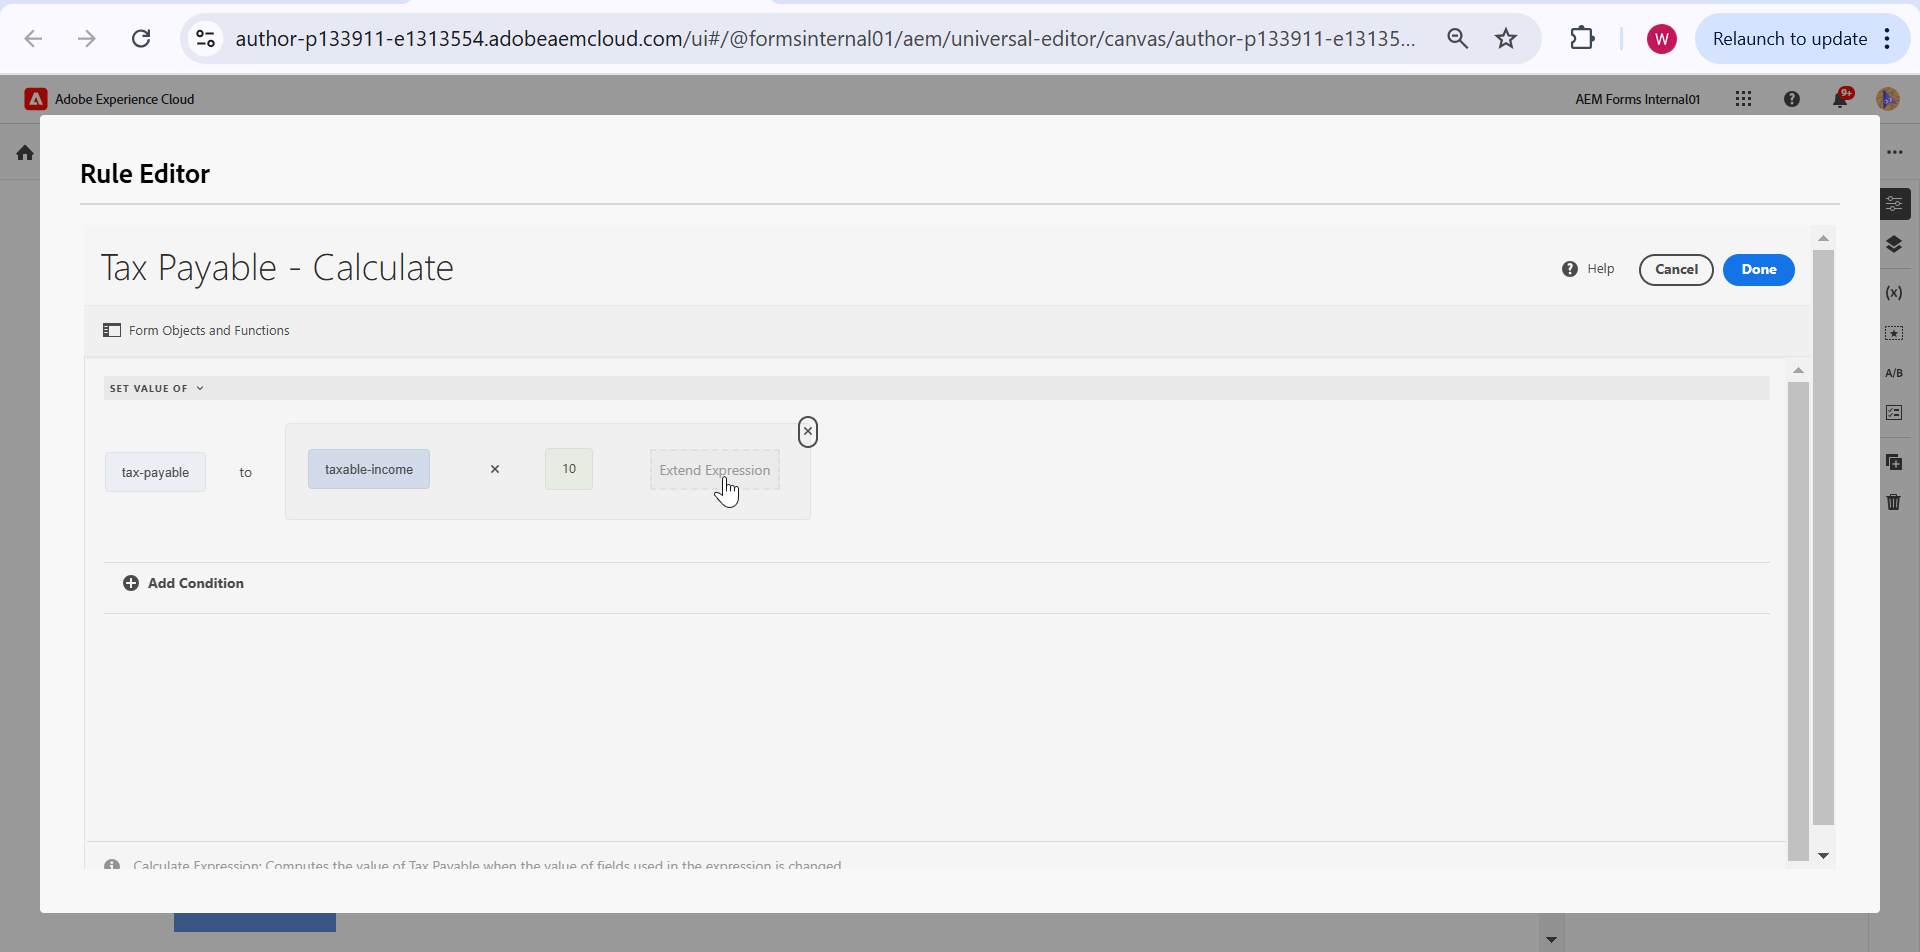 author-p133911-e1313554.adobeaemcloud.com/ui#/@formsinternal01/aem/universal-editor/canvas/author-p133911-e13135...
W
Relaunch to update
Adobe Experience Cloud
AEM Forms Internal01
9+
Rule Editor
Tax Payable - Calculate
Help
Cancel
Done
Form Objects and Functions
(x)
A/B
SET VALUE OF
tax-payable
to
taxable-income
×
10
Extend Expression
Add Condition
Calculate Expression: Computes the value of Tax Payable when the value of fields used in the expression is changed